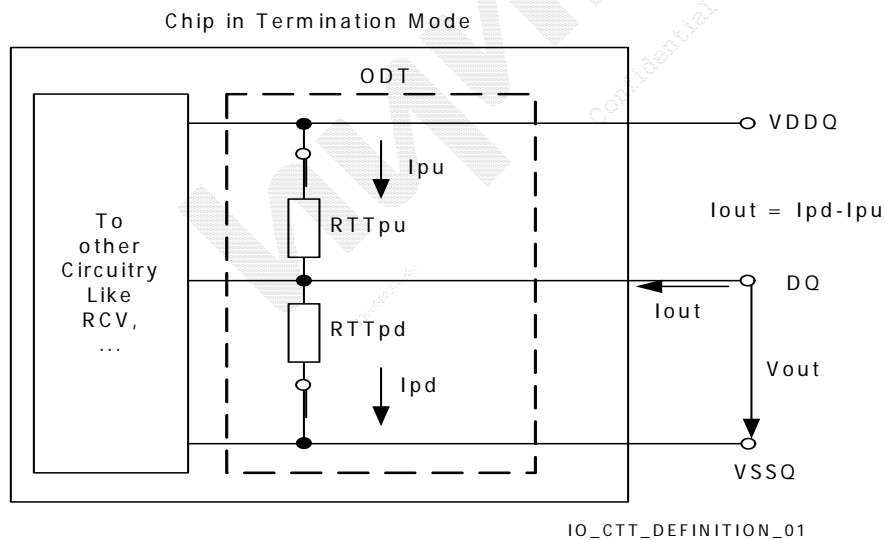 Chip in Termination Mode
ODT
VDDQ
Ipu
To
other
Circuitry
Like
RCV,
...
RTTpu
Iout = Ipd-Ipu
DQ
Iout
RTTpd
Vout
Ipd
VSSQ
IO_CTT_DEFINITION_01
Confidential